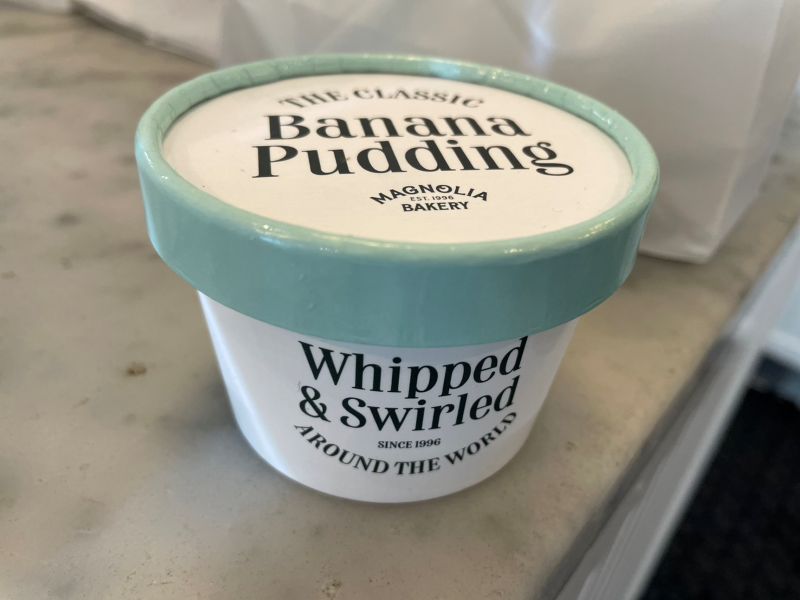 THE CLASSIC
Banana
Pudding
MAGNOLIA
EST. 1996
BAKERY
Whipped
& Swirled
SINCE 1996
AROUND THE WORLD